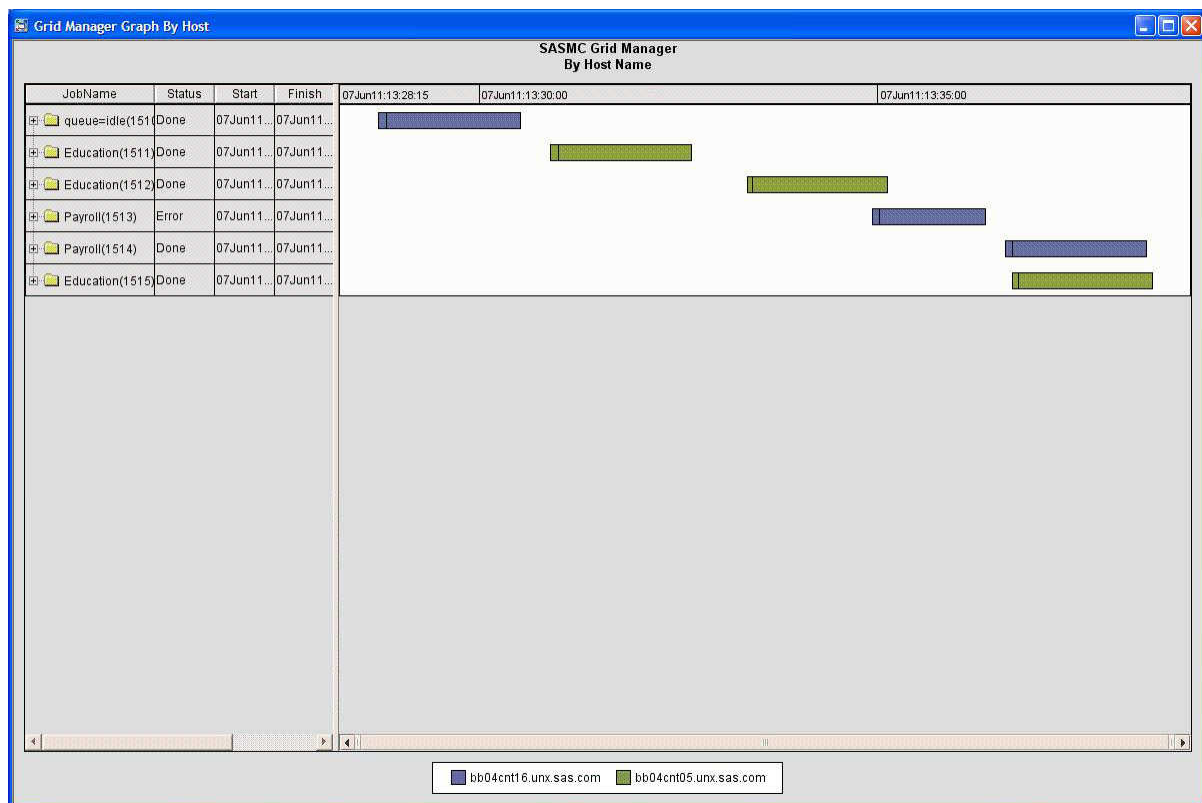 Grid Manager Graph By Host
SASMC Grid Manager
By Host Name
JobName Status Start Finish 07Jun11:13:28:15 07Jun11:13:30:00 07Jun11:13:35:00
queue=idle(1510 Done 07Jun11... 07Jun11...
Education(1511) Done 07Jun11... 07Jun11...
Education(1512) Done 07Jun11... 07Jun11...
Payroll(1513) Error 07Jun11... 07Jun11...
Payroll(1514) Done 07Jun11... 07Jun11...
Education(1515) Done 07Jun11... 07Jun11...
bb04cnt16.unx.sas.com bb04cnt05.unx.sas.com